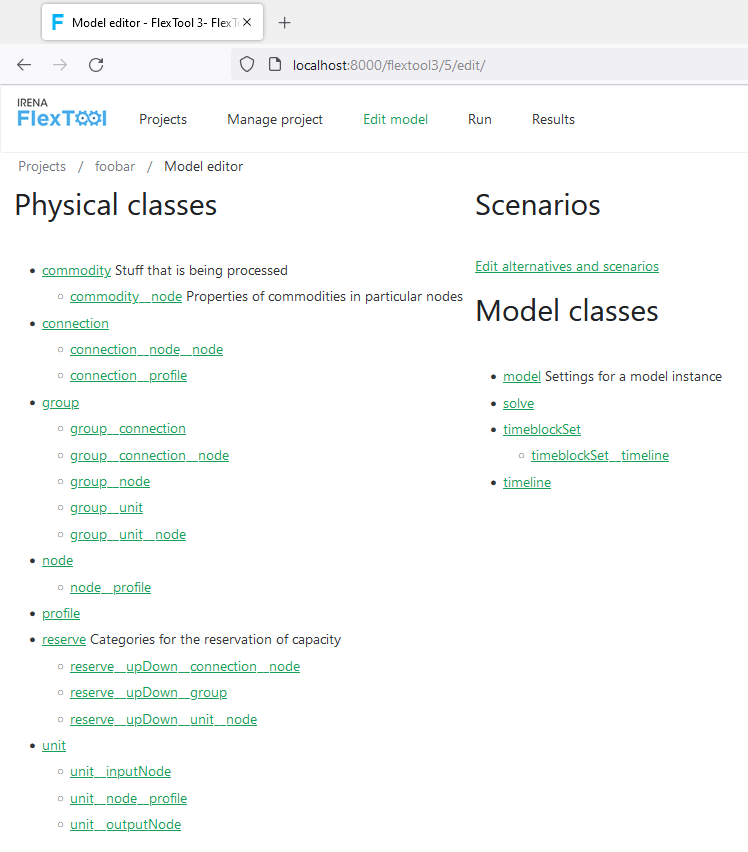 Model editor - FlexTool 3- FlexT
localhost:8000/flextool3/5/edit/
IRENA
FlexTool
Projects Manage project Edit model Run Results
Projects / foobar / Model editor
Physical classes
commodity Stuff that is being processed
commodity__node Properties of commodities in particular nodes
connection
connection__node__node
connection__profile
group
group__connection
group__connection__node
group__node
group__unit
group__unit__node
node
node__profile
profile
reserve Categories for the reservation of capacity
reserve__upDown__connection__node
reserve__upDown__group
reserve__upDown__unit__node
unit
unit__inputNode
unit__node__profile
unit__outputNode
Scenarios
Edit alternatives and scenarios
Model classes
model Settings for a model instance
solve
timeblockSet
timeblockSet__timeline
timeline